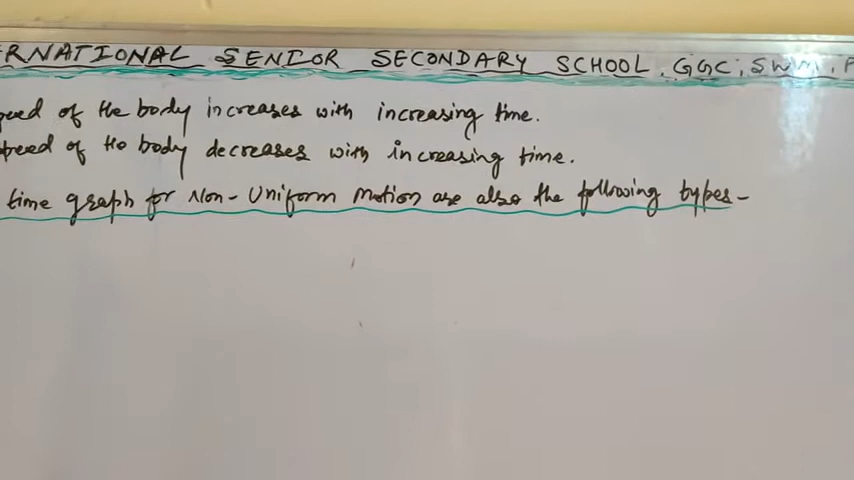 RNATIONAL SENIOR SECONDARY SCHOOL. GGC, SWM,
peed of the body increases with increasing time.
peed of the body decreases with increasing time.
time graph for Non-Uniform Motion are also the following types-